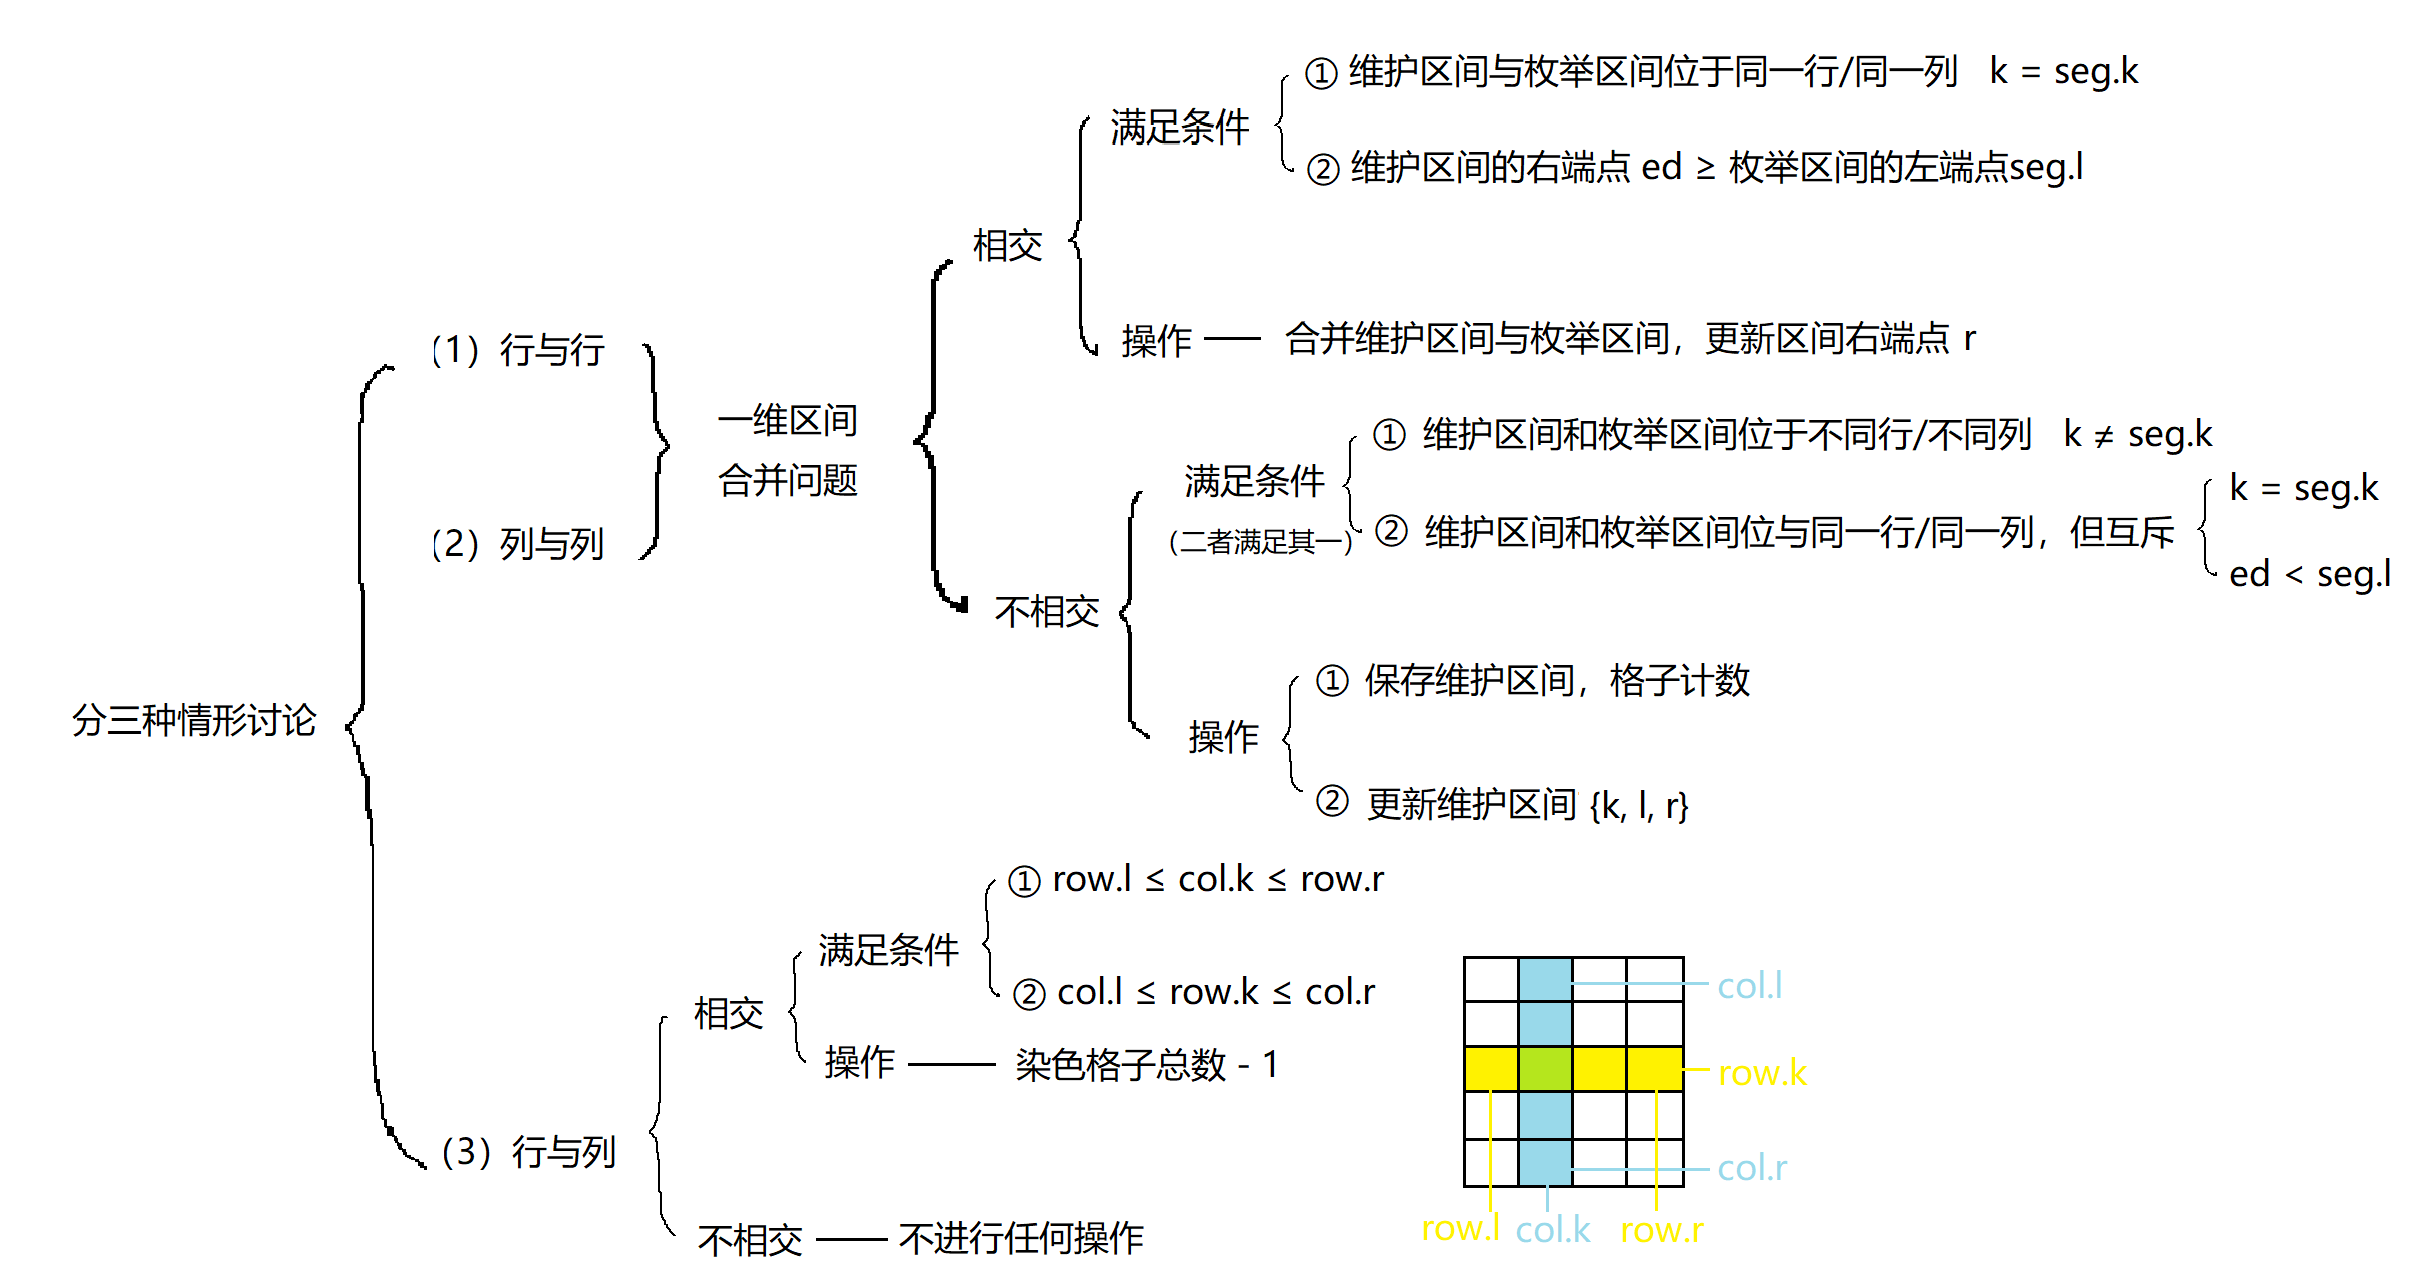 ① 维护区间与枚举区间位于同一行/同一列 k = seg.k
满足条件
② 维护区间的右端点 ed ≥ 枚举区间的左端点seg.l
相交
操作 合并维护区间与枚举区间，更新区间右端点 r
（1）行与行
一维区间
合并问题
（2）列与列
① 维护区间和枚举区间位于不同行/不同列 k ≠ seg.k
满足条件
（二者满足其一）
② 维护区间和枚举区间位与同一行/同一列，但互斥
k = seg.k
ed < seg.l
不相交
① 保存维护区间，格子计数
操作
② 更新维护区间 {k, l, r}
分三种情形讨论
① row.l ≤ col.k ≤ row.r
满足条件
② col.l ≤ row.k ≤ col.r
相交
操作 染色格子总数 - 1
（3）行与列
不相交 不进行任何操作
col.l
row.k
col.r
row.l col.k row.r